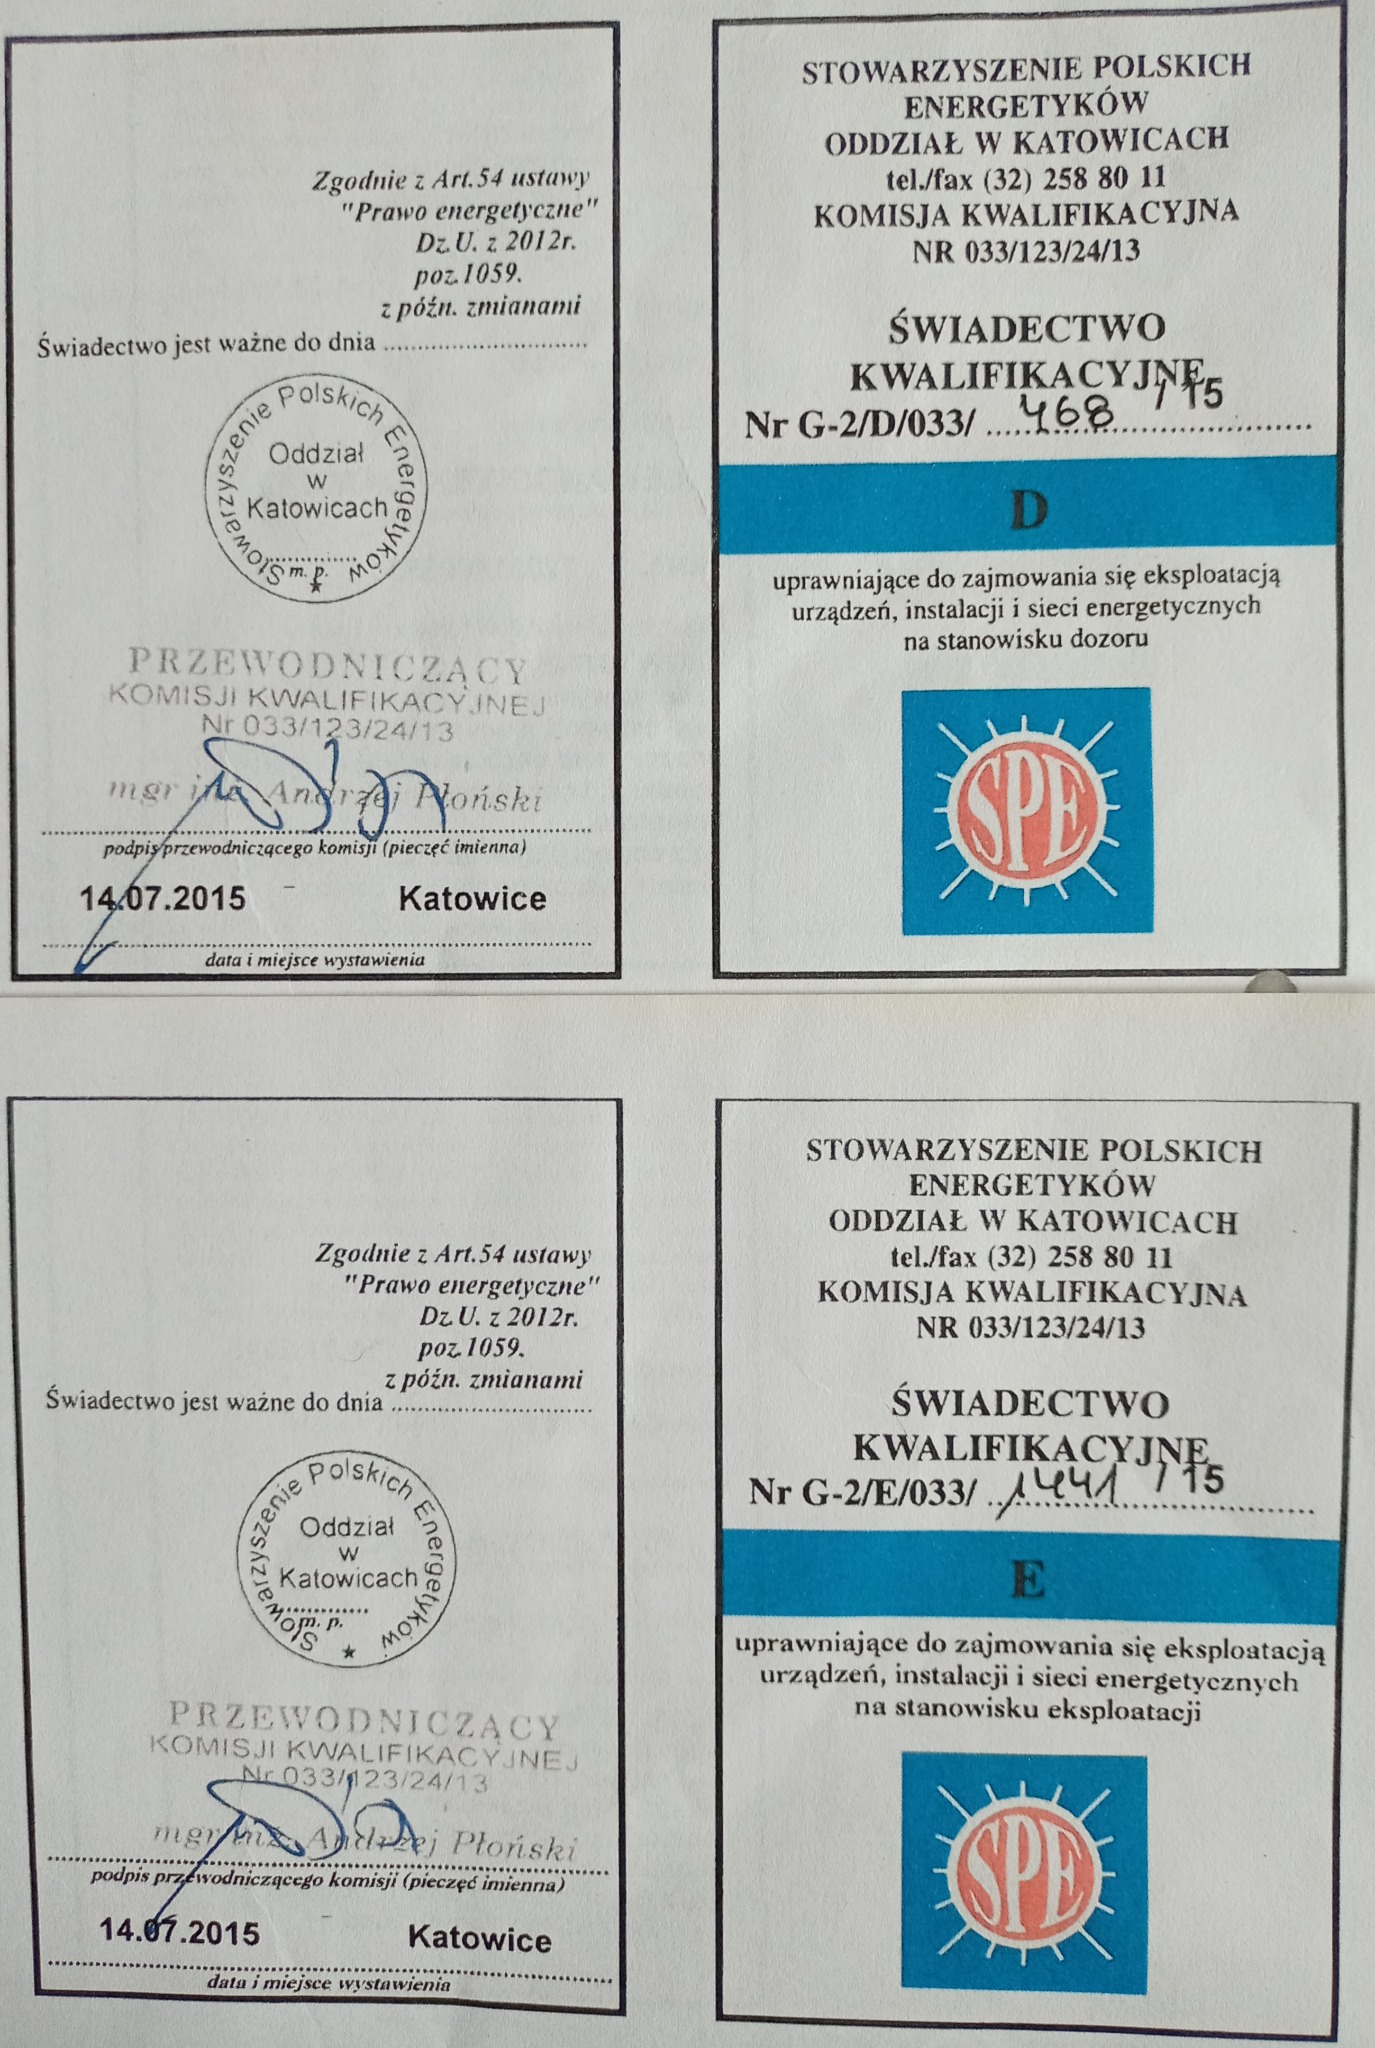 Zgodnie z Art.54 ustawy
"Prawo energetyczne"
Dz.U. z 2012r.
poz.1059.
z późn. zmianami
Świadectwo jest ważne do dnia ..............................
Stowarzyszenie Polskich Energetyków
Oddział
w
Katowicach
m. p.
PRZEWODNICZĄCY
KOMISJI KWALIFIKACYJNEJ
Nr 033/123/24/13
mgr inż. Andrzej Płoński
podpis przewodniczącego komisji (pieczęć imienna)
14.07.2015 Katowice
data i miejsce wystawienia
STOWARZYSZENIE POLSKICH
ENERGETYKÓW
ODDZIAŁ W KATOWICACH
tel./fax (32) 258 80 11
KOMISJA KWALIFIKACYJNA
NR 033/123/24/13
ŚWIADECTWO
KWALIFIKACYJNE
Nr G-2/D/033/ 468 / 15
D
uprawniające do zajmowania się eksploatacją
urządzeń, instalacji i sieci energetycznych
na stanowisku dozoru
SPE
Zgodnie z Art.54 ustawy
"Prawo energetyczne"
Dz.U. z 2012r.
poz.1059.
z późn. zmianami
Świadectwo jest ważne do dnia ..............................
Stowarzyszenie Polskich Energetyków
Oddział
w
Katowicach
m. p.
PRZEWODNICZĄCY
KOMISJI KWALIFIKACYJNEJ
Nr 033/123/24/13
mgr inż. Andrzej Płoński
podpis przewodniczącego komisji (pieczęć imienna)
14.07.2015 Katowice
data i miejsce wystawienia
STOWARZYSZENIE POLSKICH
ENERGETYKÓW
ODDZIAŁ W KATOWICACH
tel./fax (32) 258 80 11
KOMISJA KWALIFIKACYJNA
NR 033/123/24/13
ŚWIADECTWO
KWALIFIKACYJNE
Nr G-2/E/033/ 1441 / 15
E
uprawniające do zajmowania się eksploatacją
urządzeń, instalacji i sieci energetycznych
na stanowisku eksploatacji
SPE